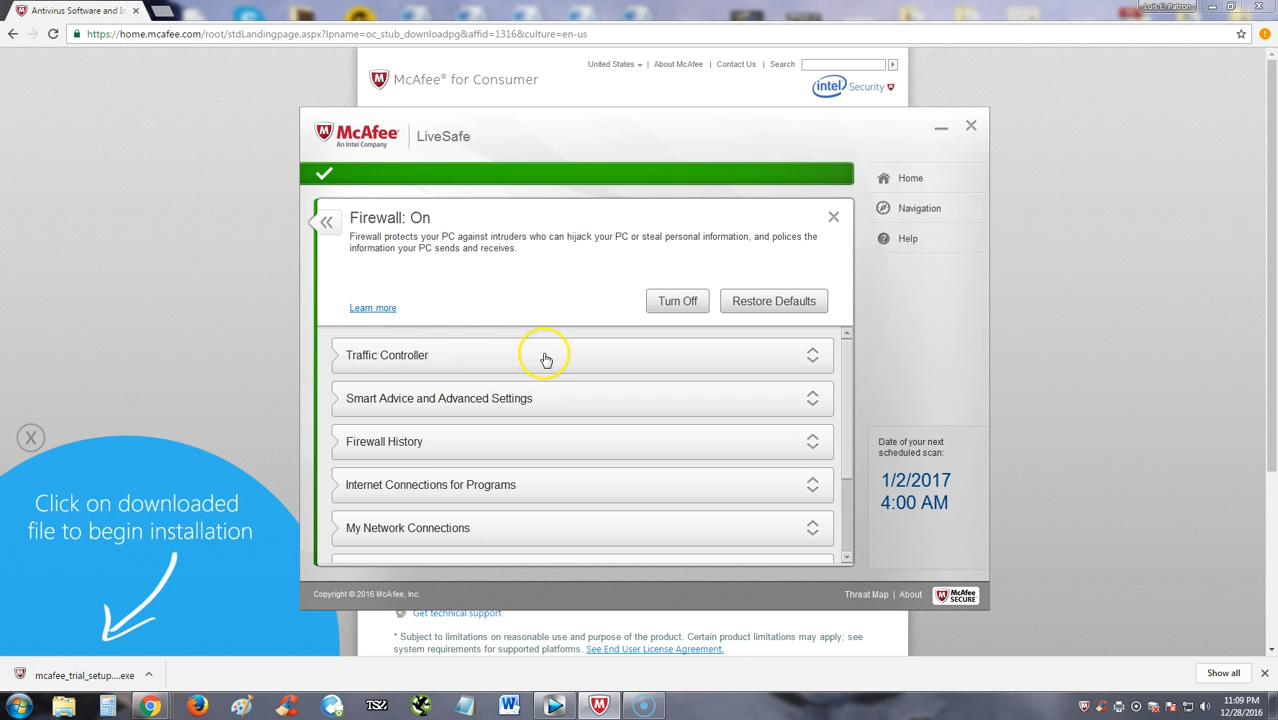 Antivirus Software and In
Luis El Patron
https://home.mcafee.com/root/stdLandingpage.aspx?lpname=oc_stub_downloadpg&affid=1316&culture=en-us
United States | About McAfee | Contact Us | Search
McAfee® for Consumer
intel Security
McAfee®
An Intel Company
LiveSafe
Home
Navigation
Help
Firewall: On
Firewall protects your PC against intruders who can hijack your PC or steal personal information, and polices the
information your PC sends and receives.
Learn more
Turn Off
Restore Defaults
Traffic Controller
Smart Advice and Advanced Settings
Firewall History
Internet Connections for Programs
My Network Connections
Date of your next
scheduled scan:
1/2/2017
4:00 AM
X
Click on downloaded
file to begin installation
Copyright © 2016 McAfee, Inc.
Threat Map | About
McAfee
SECURE
Get technical support
* Subject to limitations on reasonable use and purpose of the product. Certain product limitations may apply; see
system requirements for supported platforms. See End User License Agreement.
mcafee_trial_setup....exe
Show all
TSZ
11:09 PM
12/28/2016